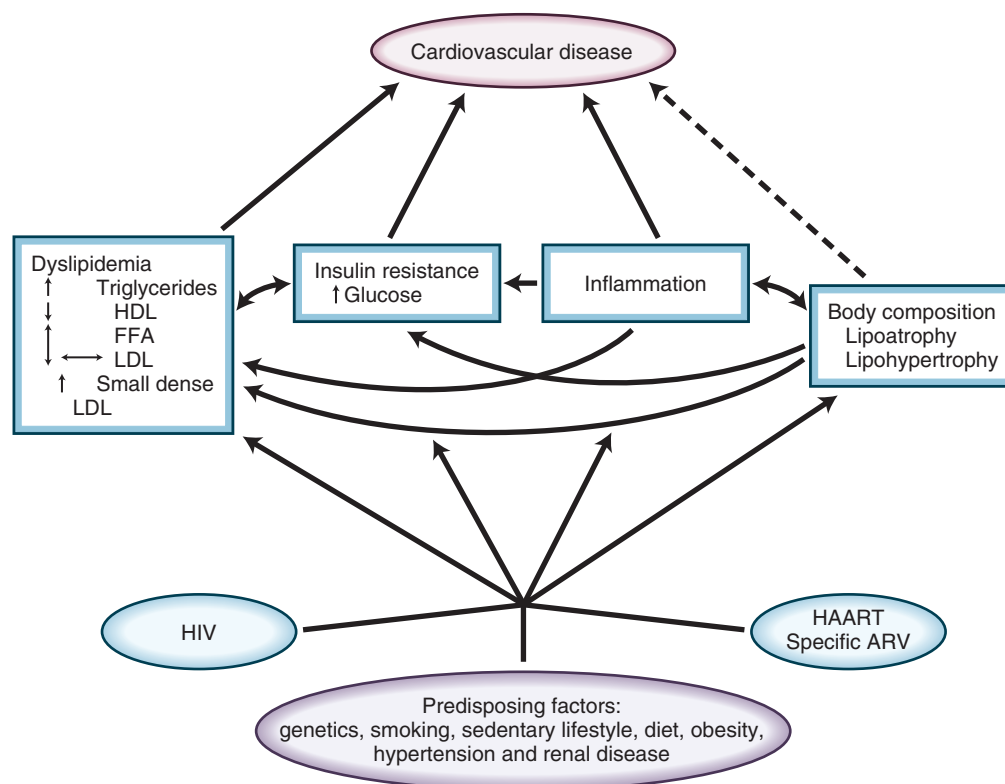 Cardiovascular disease
Dyslipidemia
↑ Triglycerides
↓ HDL
↕ FFA
↔ LDL
↑ Small dense
LDL
Insulin resistance
↑ Glucose
Inflammation
Body composition
Lipoatrophy
Lipohypertrophy
HIV
HAART
Specific ARV
Predisposing factors:
genetics, smoking, sedentary lifestyle, diet, obesity,
hypertension and renal disease